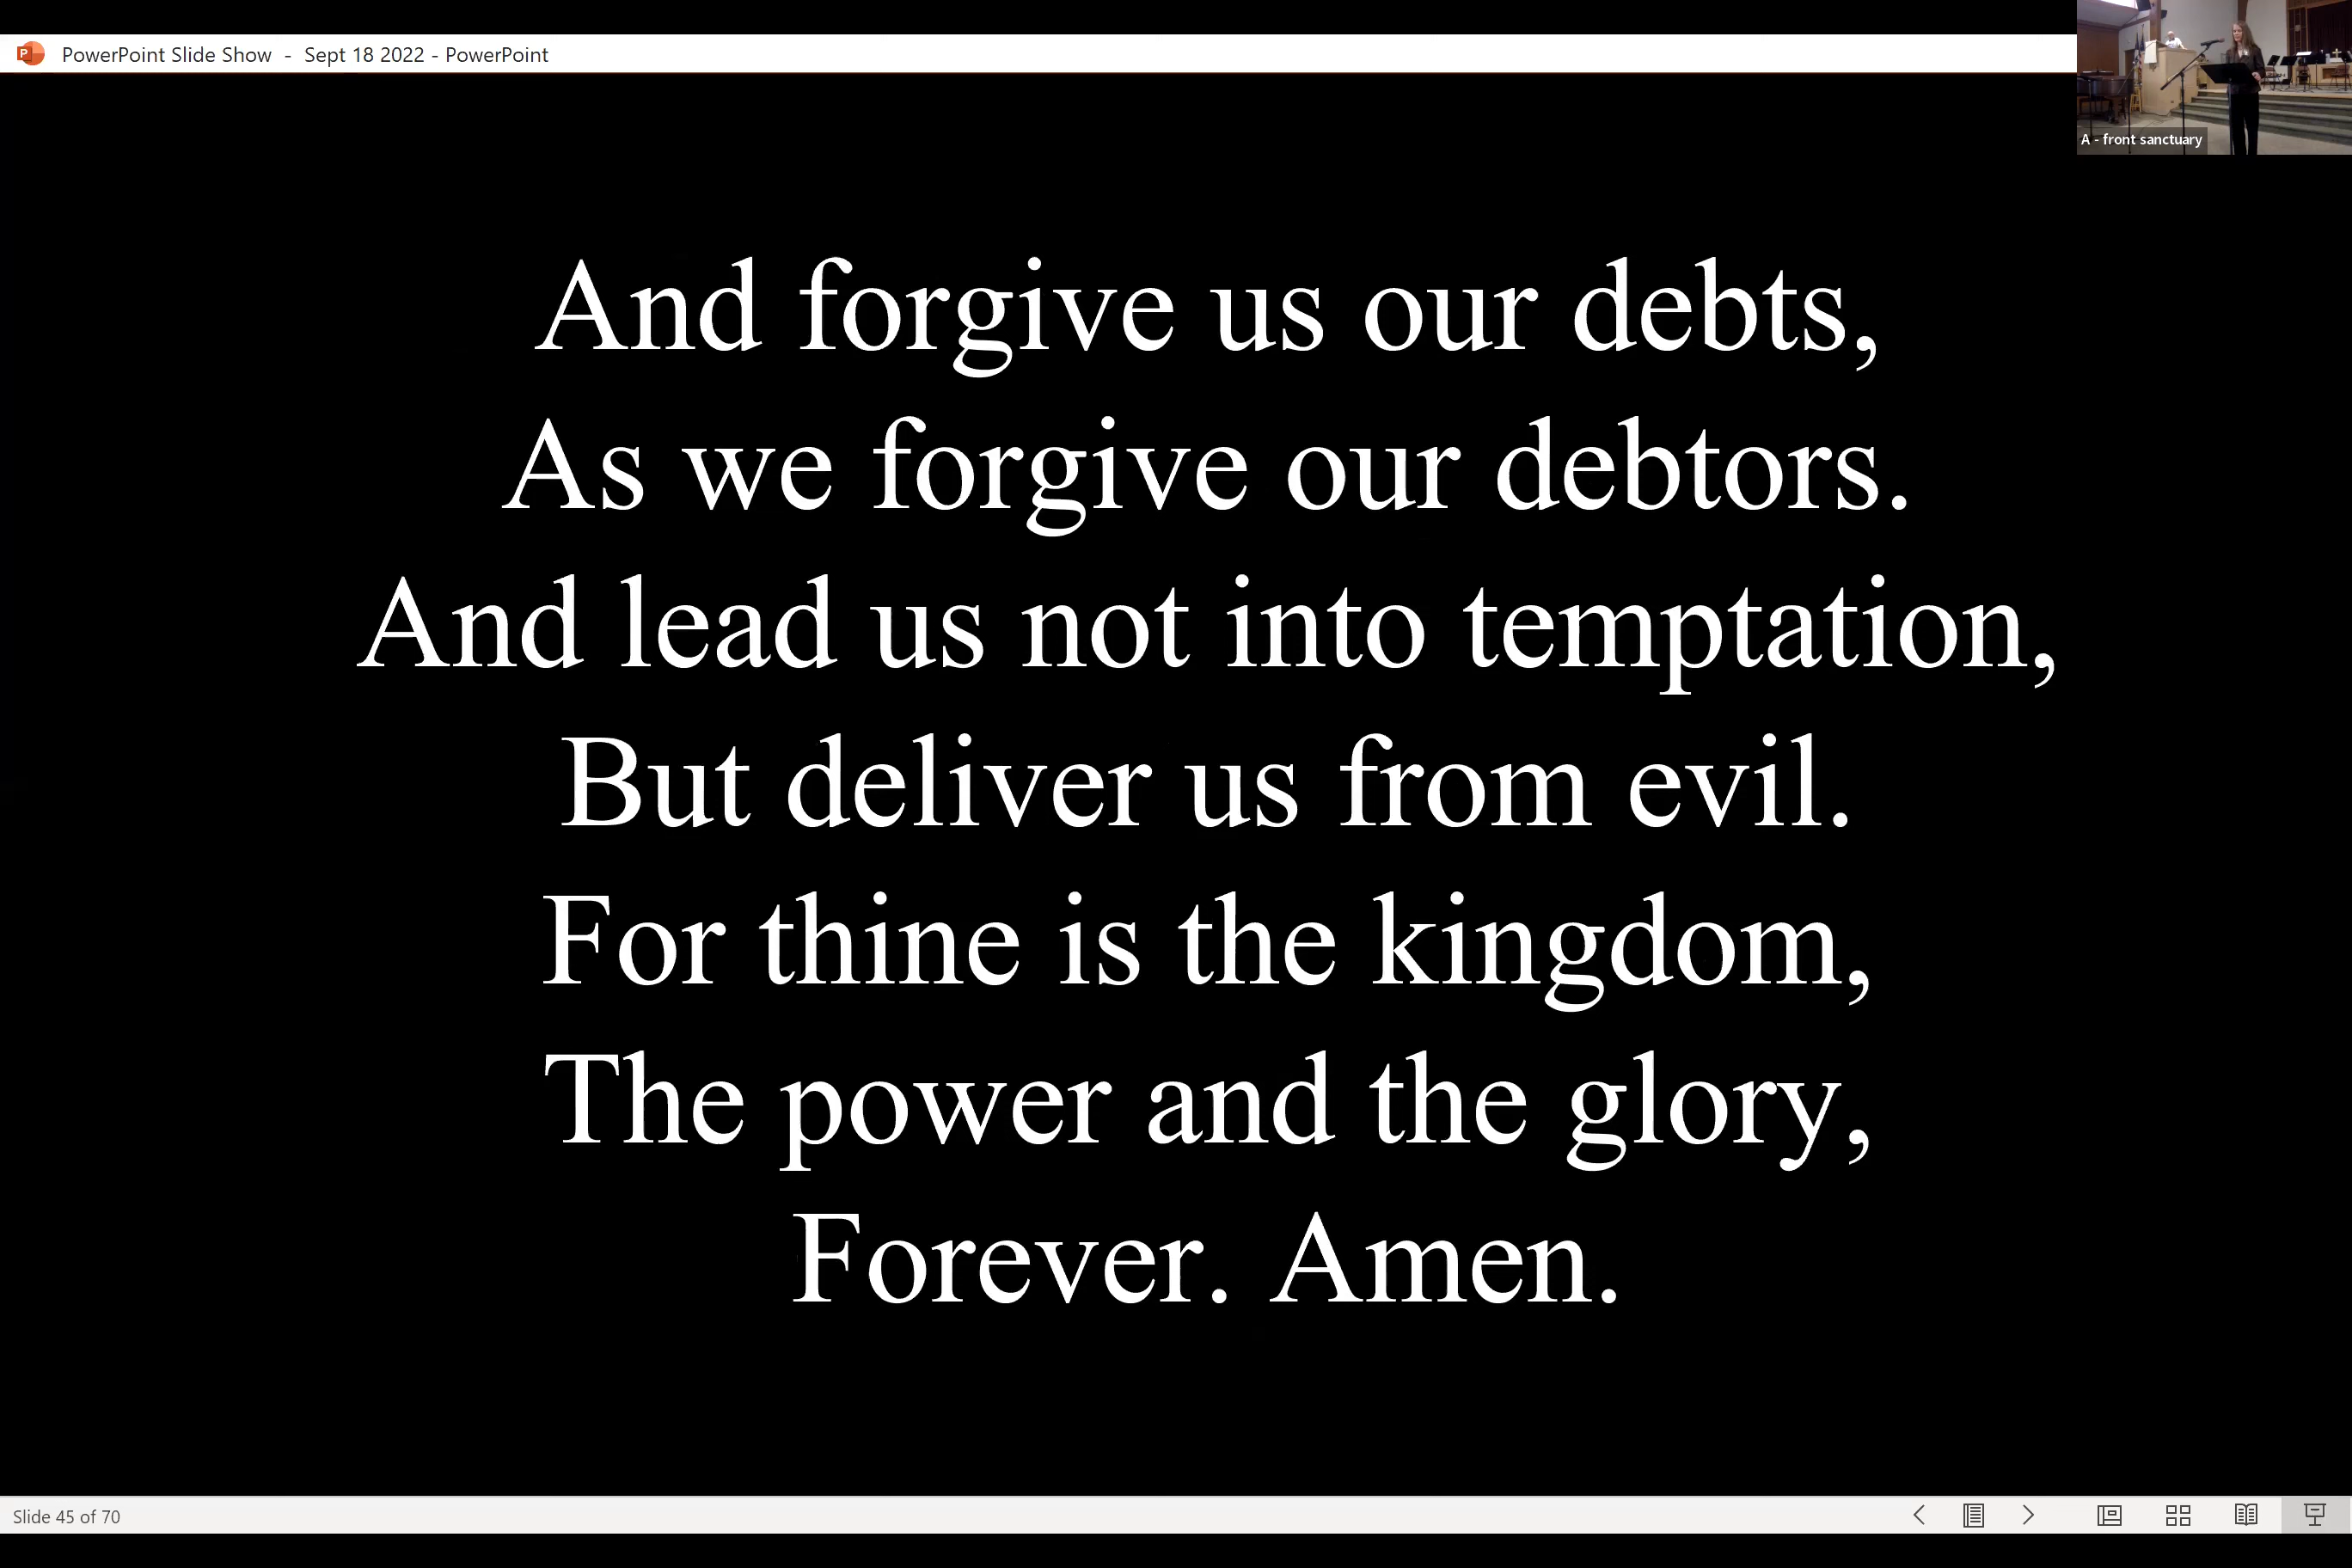 PowerPoint Slide Show - Sept 18 2022 - PowerPoint
A - front sanctuary
And forgive us our debts,
As we forgive our debtors.
And lead us not into temptation,
But deliver us from evil.
For thine is the kingdom,
The power and the glory,
Forever. Amen.
Slide 45 of 70